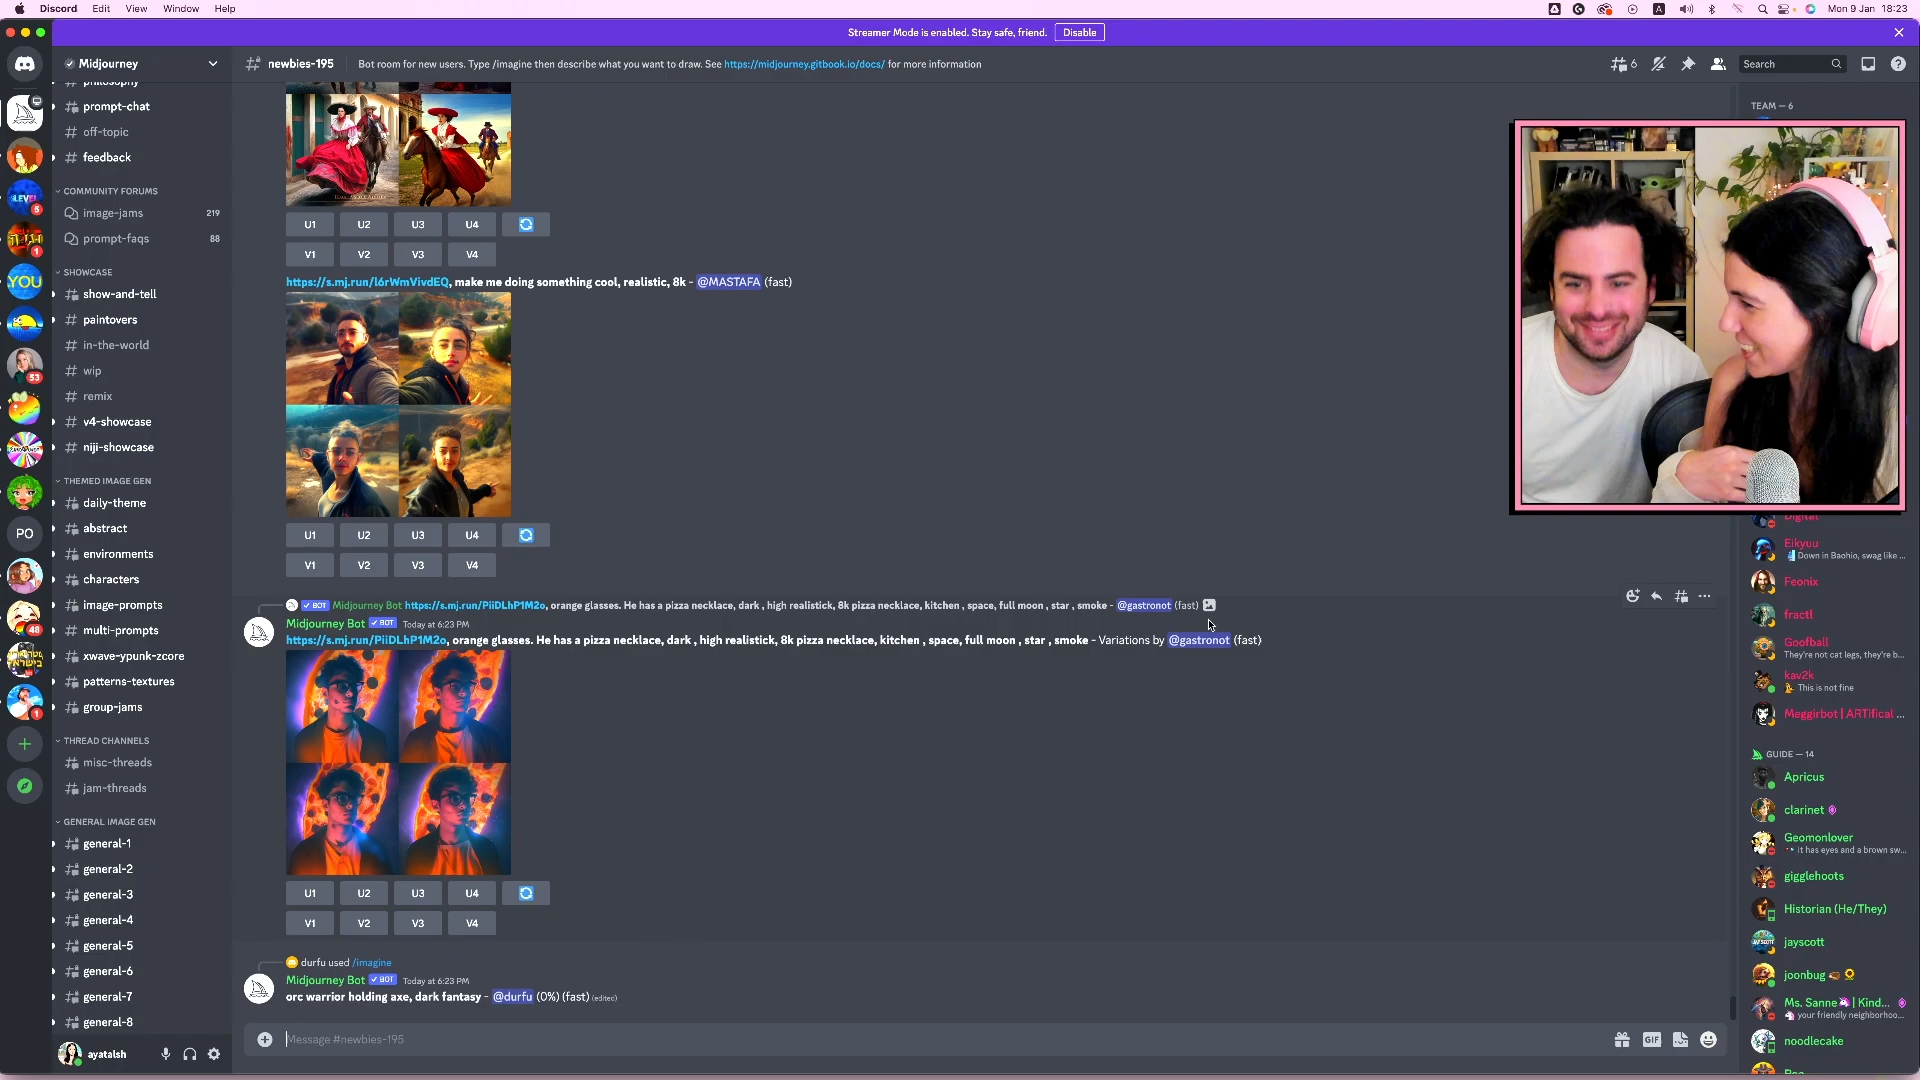 Discord Edit View Window Help
Mon 9 Jan 18:23
Streamer Mode is enabled. Stay safe, friend. Disable
Midjourney
newbies-195
Bot room for new users. Type /imagine then describe what you want to draw. See https://midjourney.gitbook.io/docs/ for more information
6
Search
philosophy
prompt-chat
off-topic
feedback
COMMUNITY FORUMS
image-jams 219
prompt-faqs 88
SHOWCASE
show-and-tell
paintovers
in-the-world
wip
remix
v4-showcase
niji-showcase
THEMED IMAGE GEN
daily-theme
abstract
environments
characters
image-prompts
multi-prompts
xwave-ypunk-zcore
patterns-textures
group-jams
THREAD CHANNELS
misc-threads
jam-threads
GENERAL IMAGE GEN
general-1
general-2
general-3
general-4
general-5
general-6
general-7
general-8
ayatalsh
LEVEL
5
1
YOU
53
PO
48
1
U1 U2 U3 U4
V1 V2 V3 V4
https://s.mj.run/l6rWmVivdEQ, make me doing something cool, realistic, 8k - @MASTAFA (fast)
U1 U2 U3 U4
V1 V2 V3 V4
BOT Midjourney Bot https://s.mj.run/PiiDLhP1M2o, orange glasses. He has a pizza necklace, dark , high realistick, 8k pizza necklace, kitchen , space, full moon , star , smoke - @gastronot (fast)
Midjourney Bot BOT Today at 6:23 PM
https://s.mj.run/PiiDLhP1M2o, orange glasses. He has a pizza necklace, dark , high realistick, 8k pizza necklace, kitchen , space, full moon , star , smoke - Variations by @gastronot (fast)
U1 U2 U3 U4
V1 V2 V3 V4
durfu used /imagine
Midjourney Bot BOT Today at 6:23 PM
orc warrior holding axe, dark fantasy - @durfu (0%) (fast) (edited)
Message #newbies-195
GIF
TEAM — 6
Digital
Eikyuu
Down in Baohio, swag like ...
Feonix
fractl
Goofball
They're not cat legs, they're b...
kav2k
This is not fine
Meggirbot | ARTifical ...
GUIDE — 14
Apricus
clarinet
Geomonlover
it has eyes and a brown sw...
gigglehoots
Historian (He/They)
jayscott
joonbug
Ms. Sanne | Kind...
your friendly neighborhoo...
noodlecake